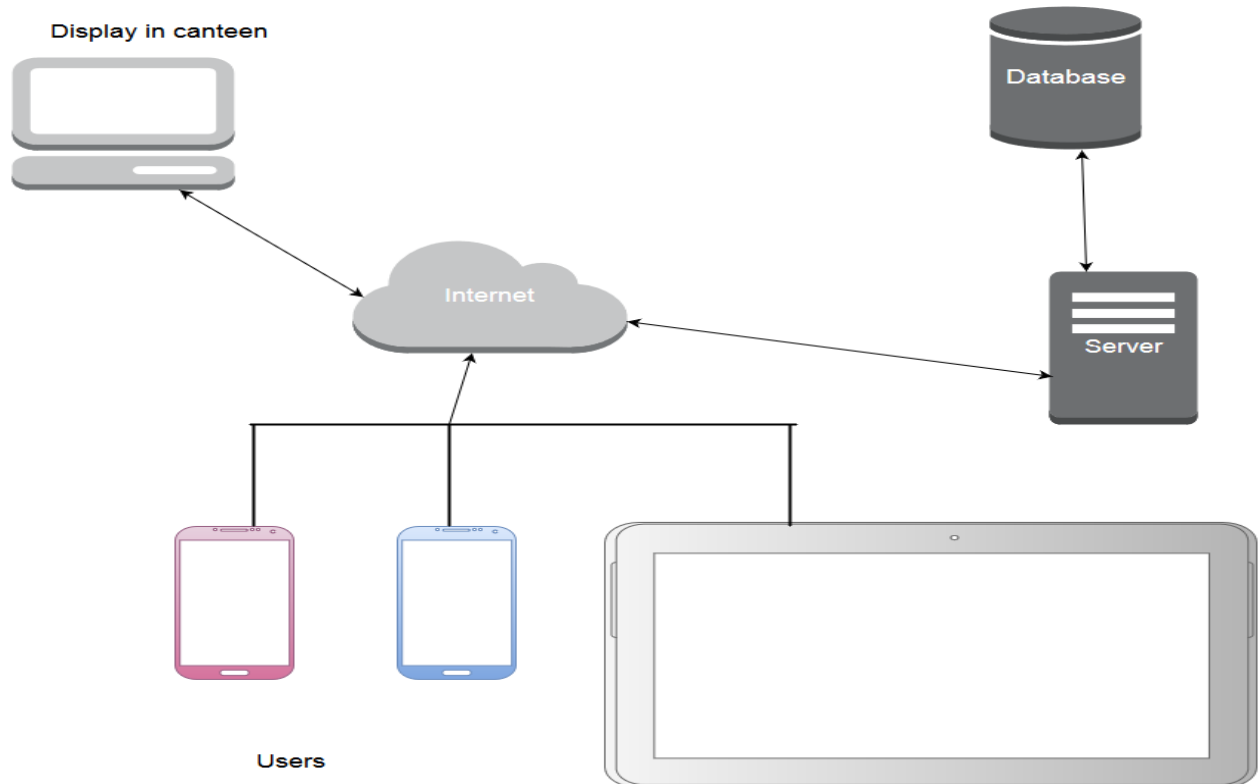 Display in canteen
Database
Internet
Server
Users